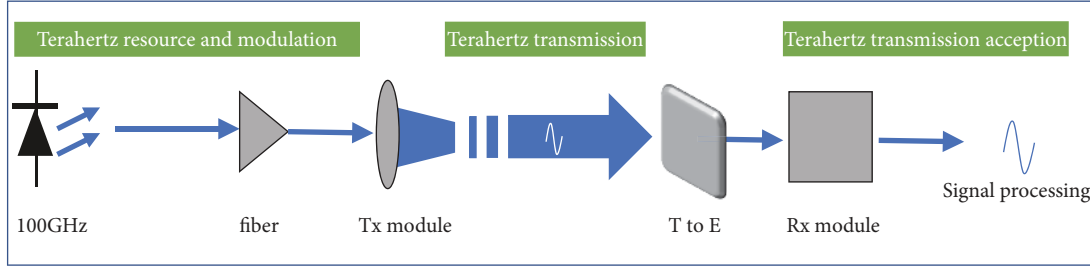 Terahertz resource and modulation
Terahertz transmission
Terahertz transmission acception
Signal processing
100GHz
fiber
Tx module
T to E
Rx module